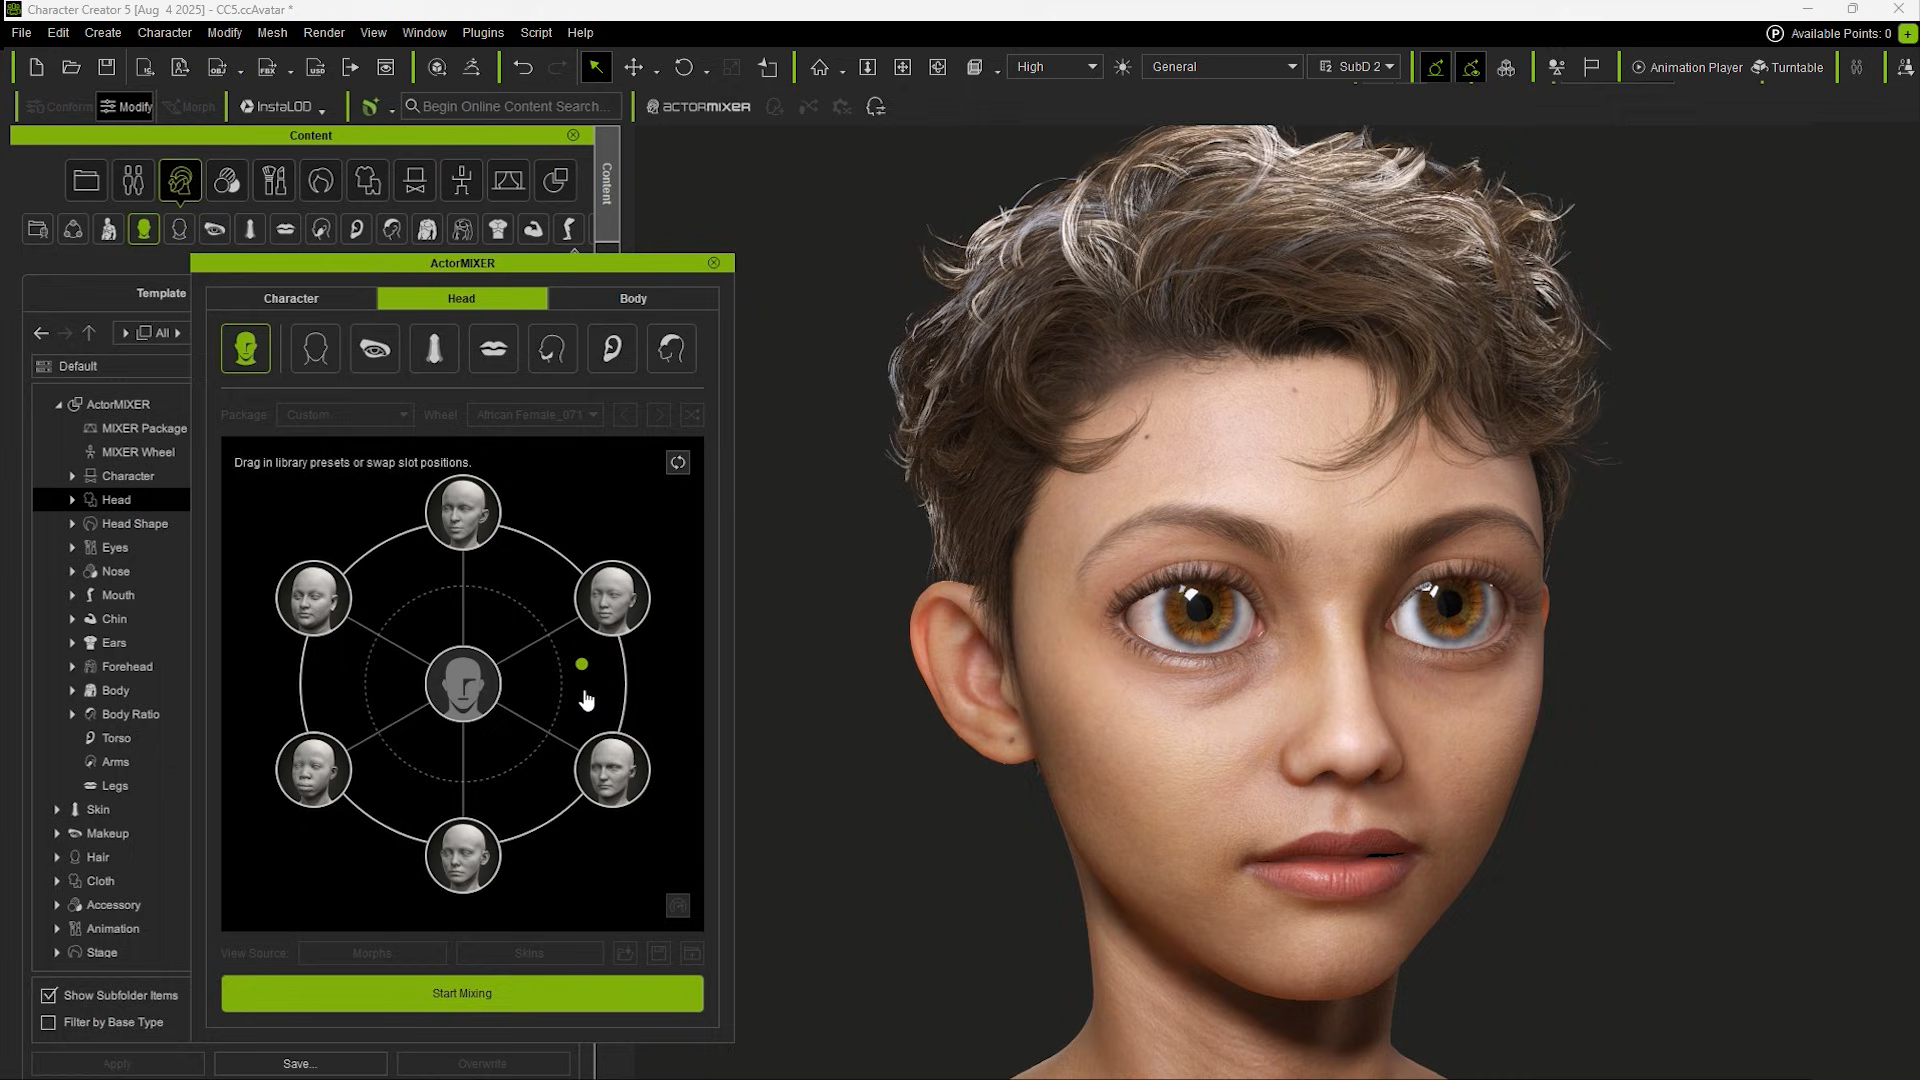 Character Creator 5 [Aug  4 2025] - CC5.ccAvatar *
File Edit Create Character Modify Mesh Render View Window Plugins Script Help
P Available Points: 0 +
OBJ FBX USD High General SubD 2 Animation Player Turntable
Conform Modify Morph InstaLOD Begin Online Content Search... ACTORMIXER
Content
Content
ActorMIXER
Template
Character Head Body
All
Default
Package Custom... Wheel African Female_071
ActorMIXER
MIXER Package
MIXER Wheel
Character
Head
Head Shape
Eyes
Nose
Mouth
Chin
Ears
Forehead
Body
Body Ratio
Torso
Arms
Legs
Skin
Makeup
Hair
Cloth
Accessory
Animation
Stage
Drag in library presets or swap slot positions.
View Source: Morphs Skins
Start Mixing
Show Subfolder Items
Filter by Base Type
Apply Save... Overwrite